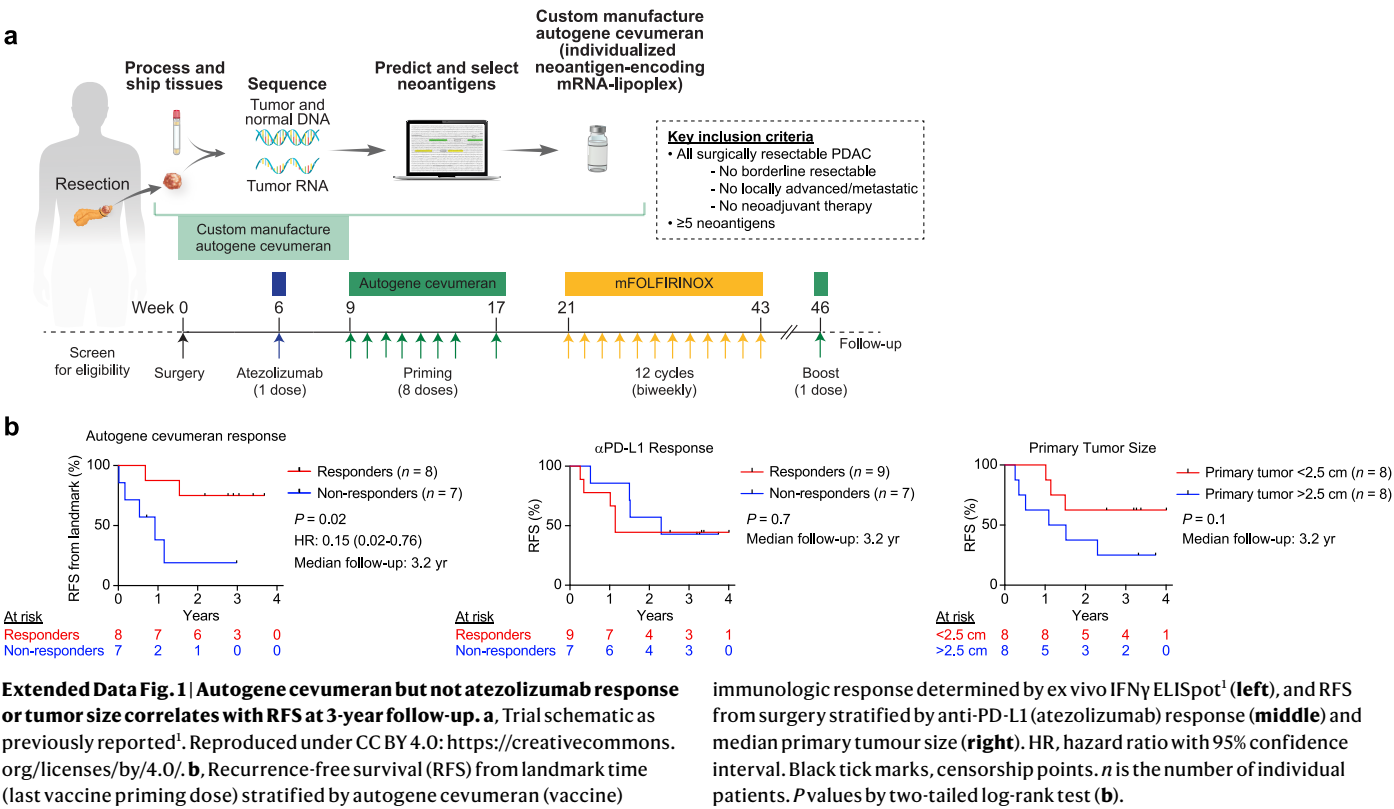 a
Process and
ship tissues
Sequence
Tumor and
normal DNA
Tumor RNA
Predict and select
neoantigens
Custom manufacture
autogene cevumeran
(individualized
neoantigen-encoding
mRNA-lipoplex)
Resection
Key inclusion criteria
• All surgically resectable PDAC
- No borderline resectable
- No locally advanced/metastatic
- No neoadjuvant therapy
• ≥5 neoantigens
Custom manufacture
autogene cevumeran
Autogene cevumeran
mFOLFIRINOX
Week 0 6 9 17 21 43 46
Screen
for eligibility
Surgery
Atezolizumab
(1 dose)
Priming
(8 doses)
12 cycles
(biweekly)
Boost
(1 dose)
Follow-up
b
Autogene cevumeran response
RFS from landmark (%)
100
50
0
0 1 2 3 4
Years
Responders (n = 8)
Non-responders (n = 7)
P = 0.02
HR: 0.15 (0.02-0.76)
Median follow-up: 3.2 yr
At risk
Responders 8 7 6 3 0
Non-responders 7 2 1 0 0
αPD-L1 Response
RFS (%)
100
50
0
0 1 2 3 4
Years
Responders (n = 9)
Non-responders (n = 7)
P = 0.7
Median follow-up: 3.2 yr
At risk
Responders 9 7 4 3 1
Non-responders 7 6 4 3 0
Primary Tumor Size
RFS (%)
100
50
0
0 1 2 3 4
Years
Primary tumor <2.5 cm (n = 8)
Primary tumor >2.5 cm (n = 8)
P = 0.1
Median follow-up: 3.2 yr
At risk
<2.5 cm 8 8 5 4 1
>2.5 cm 8 5 3 2 0
Extended Data Fig. 1 | Autogene cevumeran but not atezolizumab response
or tumor size correlates with RFS at 3-year follow-up. a, Trial schematic as
previously reported1. Reproduced under CC BY 4.0: https://creativecommons.
org/licenses/by/4.0/. b, Recurrence-free survival (RFS) from landmark time
(last vaccine priming dose) stratified by autogene cevumeran (vaccine)
immunologic response determined by ex vivo IFNγ ELISpot1 (left), and RFS
from surgery stratified by anti-PD-L1 (atezolizumab) response (middle) and
median primary tumour size (right). HR, hazard ratio with 95% confidence
interval. Black tick marks, censorship points. n is the number of individual
patients. P values by two-tailed log-rank test (b).